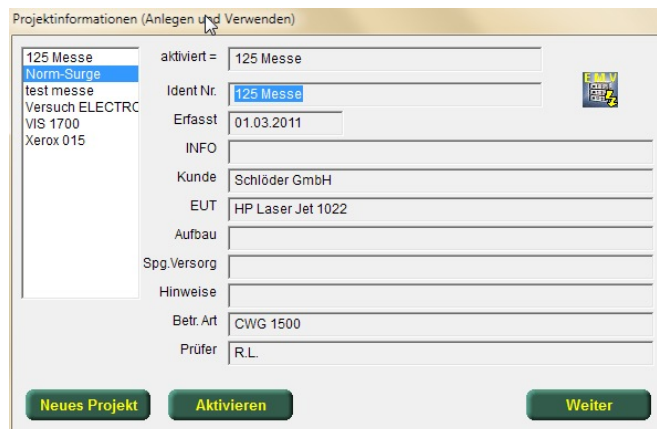 Projektinformationen (Anlegen und Verwenden)
125 Messe
Norm-Surge
test messe
Versuch ELECTRC
VIS 1700
Xerox 015
aktiviert = 125 Messe
Ident Nr. 125 Messe
Erfasst 01.03.2011
INFO
Kunde Schlöder GmbH
EUT HP Laser Jet 1022
Aufbau
Spg.Versorg
Hinweise
Betr. Art CWG 1500
Prüfer R.L.
EMV
Neues Projekt
Aktivieren
Weiter